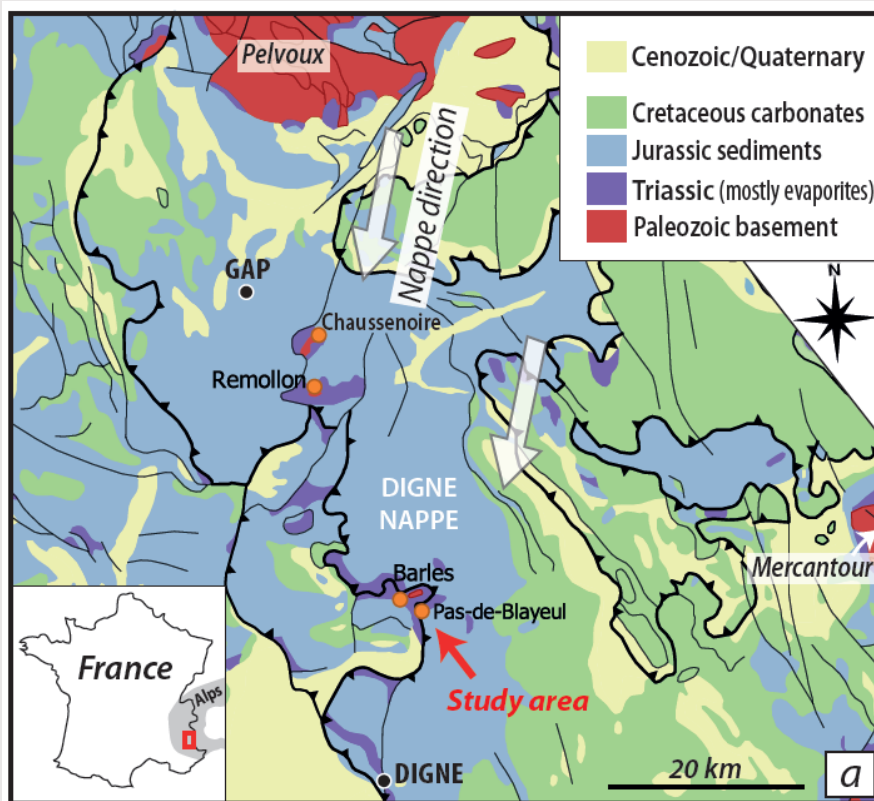 Pelvoux
Cenozoic/Quaternary
Cretaceous carbonates
Jurassic sediments
Triassic (mostly evaporites)
Paleozoic basement
Nappe direction
N
GAP
Chaussenoire
Remollon
DIGNE
NAPPE
Mercantour
Barles
Pas-de-Blayeul
Study area
France
Alps
DIGNE
20 km
a